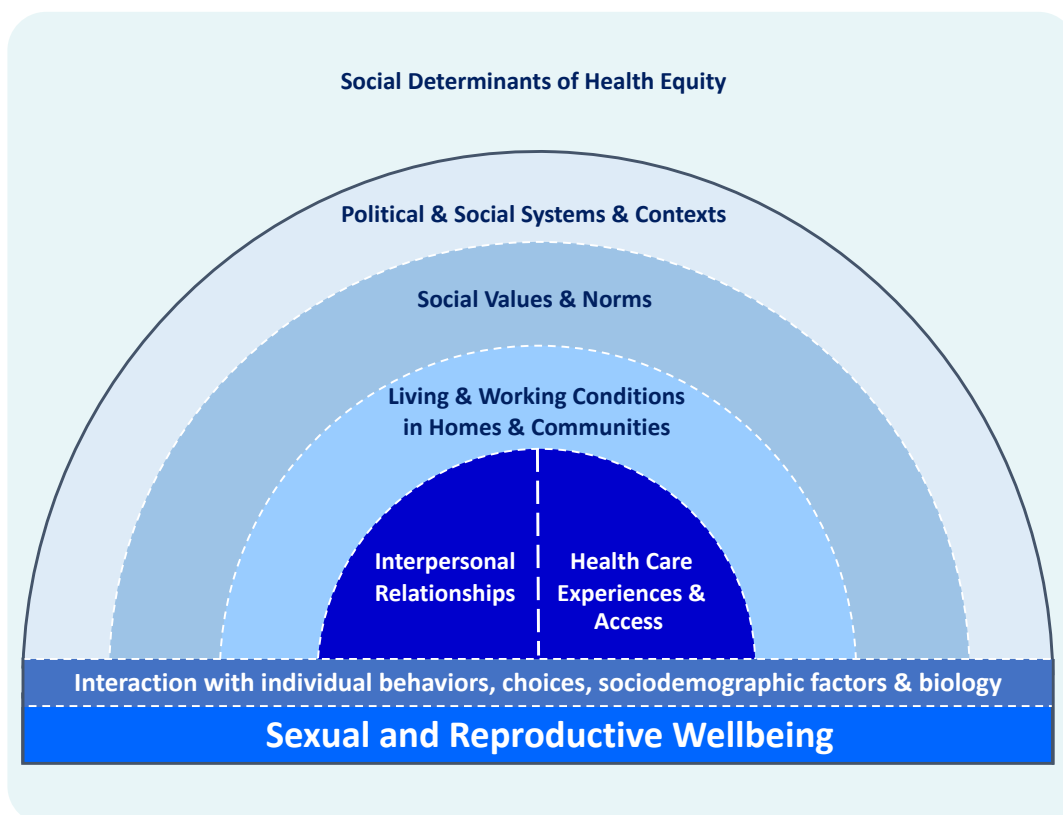 Social Determinants of Health Equity
Political & Social Systems & Contexts
Social Values & Norms
Living & Working Conditions
in Homes & Communities
Interpersonal
Relationships
Health Care
Experiences &
Access
Interaction with individual behaviors, choices, sociodemographic factors & biology
Sexual and Reproductive Wellbeing